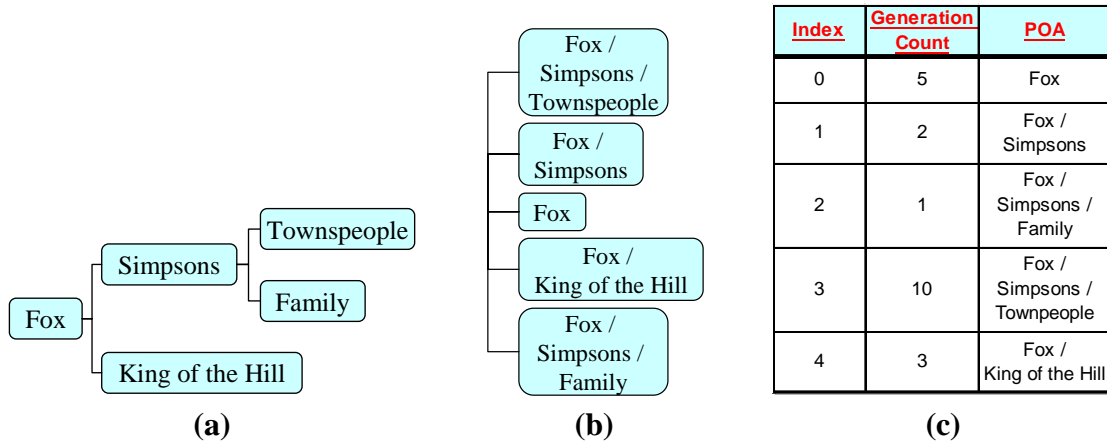 Fox
Simpsons
King of the Hill
Townspeople
Family
(a)
Fox /
Simpsons /
Townspeople
Fox /
Simpsons
Fox
Fox /
King of the Hill
Fox /
Simpsons /
Family
(b)
Index
Generation
Count
POA
0
5
Fox
1
2
Fox /
Simpsons
2
1
Fox /
Simpsons /
Family
3
10
Fox /
Simpsons /
Townpeople
4
3
Fox /
King of the Hill
(c)